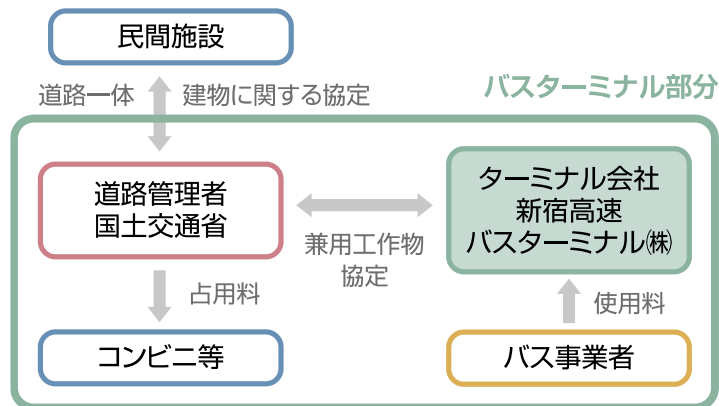 民間施設
道路一体 建物に関する協定
バスターミナル部分
道路管理者
国土交通省
兼用工作物
協定
ターミナル会社
新宿高速
バスターミナル㈱
占用料
使用料
コンビニ等
バス事業者